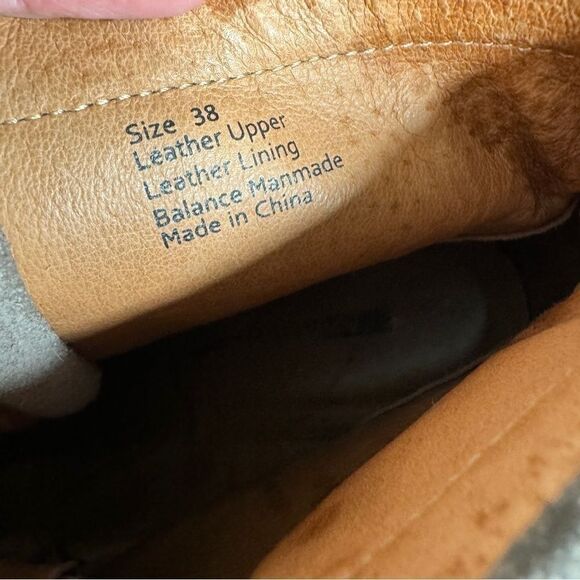 Size 38
Leather Upper
Leather Lining
Balance Manmade
Made in China